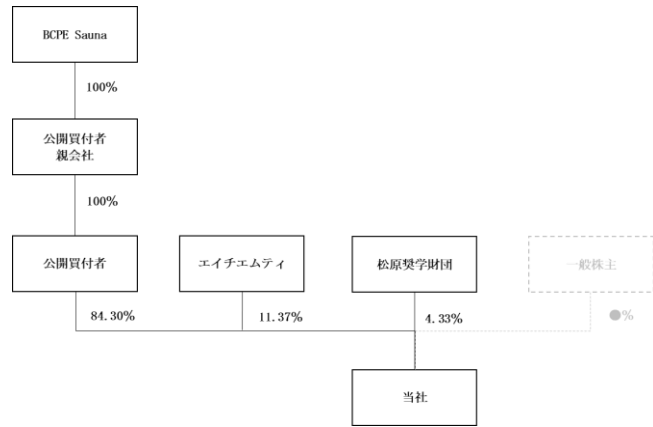 BCPE Sauna
100%
公開買付者
親会社
100%
公開買付者
エイチエムティ
松原奨学財団
一般株主
84.30%
11.37%
4.33%
●%
当社